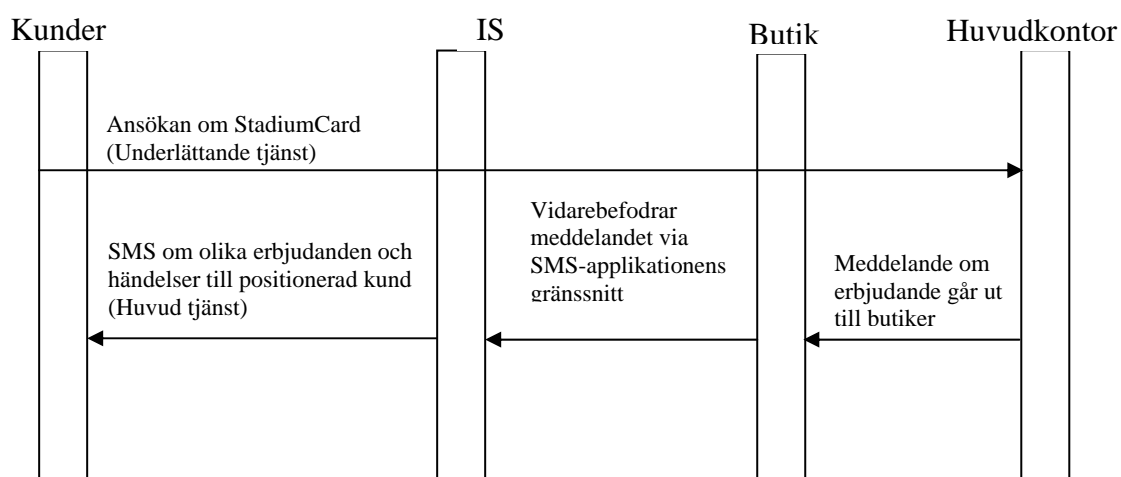 Kunder
IS
Butik
Huvudkontor
Ansökan om StadiumCard
(Underlättande tjänst)
SMS om olika erbjudanden och
händelser till positionerad kund
(Huvud tjänst)
Vidarebefodrar
meddelandet via
SMS-applikationens
gränssnitt
Meddelande om
erbjudande går ut
till butiker